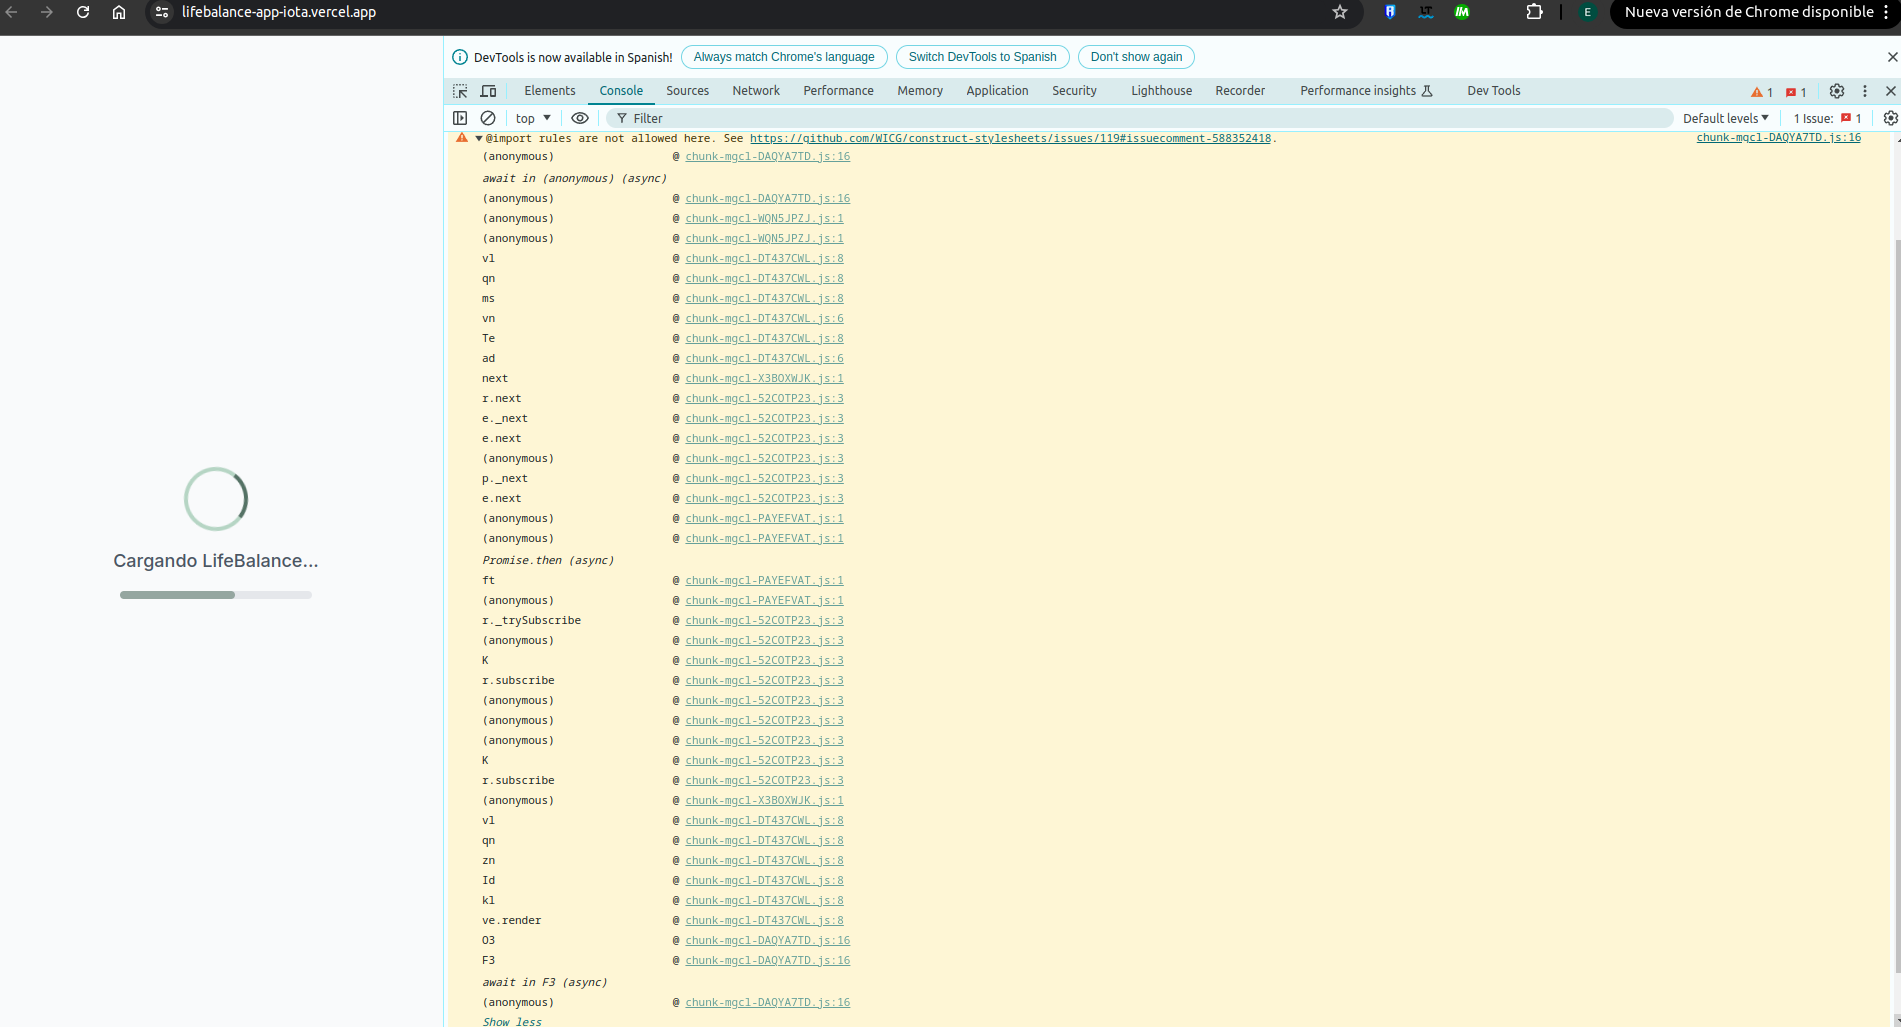 lifebalance-app-iota.vercel.app
E
Nueva versión de Chrome disponible
DevTools is now available in Spanish!
Always match Chrome's language
Switch DevTools to Spanish
Don't show again
Elements Console Sources Network Performance Memory Application Security Lighthouse Recorder Performance insights Dev Tools
1 1
top Filter Default levels 1 Issue: 1
@import rules are not allowed here. See https://github.com/WICG/construct-stylesheets/issues/119#issuecomment-588352418. chunk-mgcl-DAQYA7TD.js:16
(anonymous) @ chunk-mgcl-DAQYA7TD.js:16
await in (anonymous) (async)
(anonymous) @ chunk-mgcl-DAQYA7TD.js:16
(anonymous) @ chunk-mgcl-WQN5JPZJ.js:1
(anonymous) @ chunk-mgcl-WQN5JPZJ.js:1
vl @ chunk-mgcl-DT437CWL.js:8
qn @ chunk-mgcl-DT437CWL.js:8
ms @ chunk-mgcl-DT437CWL.js:8
vn @ chunk-mgcl-DT437CWL.js:6
Te @ chunk-mgcl-DT437CWL.js:8
ad @ chunk-mgcl-DT437CWL.js:6
next @ chunk-mgcl-X3BOXWJK.js:1
r.next @ chunk-mgcl-52COTP23.js:3
e._next @ chunk-mgcl-52COTP23.js:3
e.next @ chunk-mgcl-52COTP23.js:3
(anonymous) @ chunk-mgcl-52COTP23.js:3
p._next @ chunk-mgcl-52COTP23.js:3
e.next @ chunk-mgcl-52COTP23.js:3
(anonymous) @ chunk-mgcl-PAYEFVAT.js:1
(anonymous) @ chunk-mgcl-PAYEFVAT.js:1
Promise.then (async)
ft @ chunk-mgcl-PAYEFVAT.js:1
(anonymous) @ chunk-mgcl-PAYEFVAT.js:1
r._trySubscribe @ chunk-mgcl-52COTP23.js:3
(anonymous) @ chunk-mgcl-52COTP23.js:3
K @ chunk-mgcl-52COTP23.js:3
r.subscribe @ chunk-mgcl-52COTP23.js:3
(anonymous) @ chunk-mgcl-52COTP23.js:3
(anonymous) @ chunk-mgcl-52COTP23.js:3
(anonymous) @ chunk-mgcl-52COTP23.js:3
K @ chunk-mgcl-52COTP23.js:3
r.subscribe @ chunk-mgcl-52COTP23.js:3
(anonymous) @ chunk-mgcl-X3BOXWJK.js:1
vl @ chunk-mgcl-DT437CWL.js:8
qn @ chunk-mgcl-DT437CWL.js:8
zn @ chunk-mgcl-DT437CWL.js:8
Id @ chunk-mgcl-DT437CWL.js:8
kl @ chunk-mgcl-DT437CWL.js:8
ve.render @ chunk-mgcl-DT437CWL.js:8
O3 @ chunk-mgcl-DAQYA7TD.js:16
F3 @ chunk-mgcl-DAQYA7TD.js:16
await in F3 (async)
(anonymous) @ chunk-mgcl-DAQYA7TD.js:16
Show less
Cargando LifeBalance...